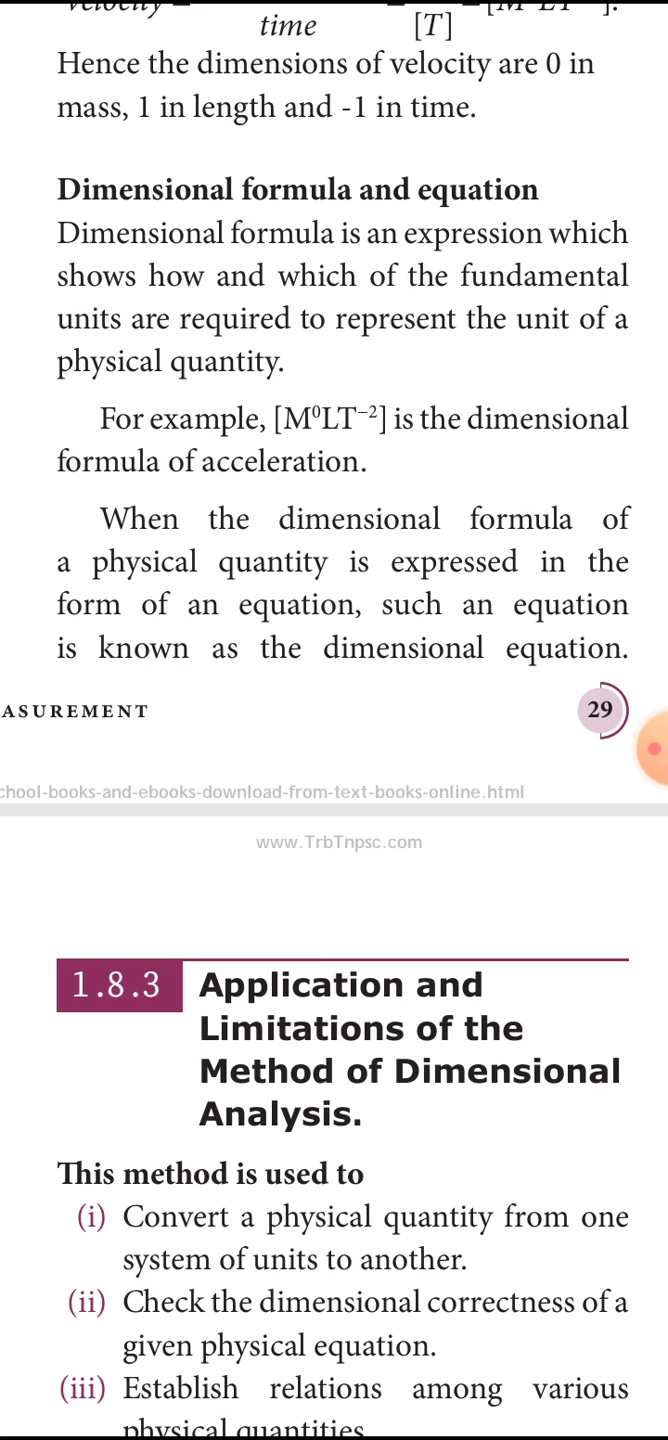 velocity =
time [T]
Hence the dimensions of velocity are 0 in
mass, 1 in length and -1 in time.
Dimensional formula and equation
Dimensional formula is an expression which
shows how and which of the fundamental
units are required to represent the unit of a
physical quantity.
For example, [M⁰LT⁻²] is the dimensional
formula of acceleration.
When the dimensional formula of
a physical quantity is expressed in the
form of an equation, such an equation
is known as the dimensional equation.
ASUREMENT 29
chool-books-and-ebooks-download-from-text-books-online.html
www.TrbTnpsc.com
1.8.3 Application and
Limitations of the
Method of Dimensional
Analysis.
This method is used to
(i) Convert a physical quantity from one
system of units to another.
(ii) Check the dimensional correctness of a
given physical equation.
(iii) Establish relations among various
physical quantities